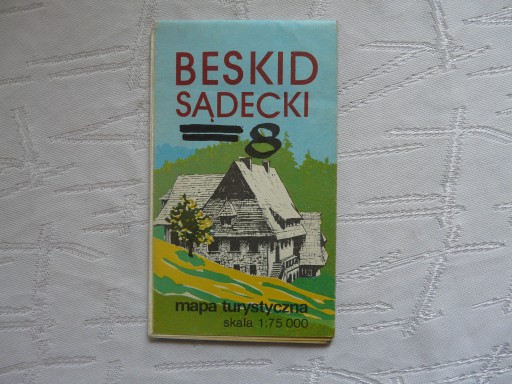 BESKID
SĄDECKI
=8
mapa turystyczna
skala 1:75 000